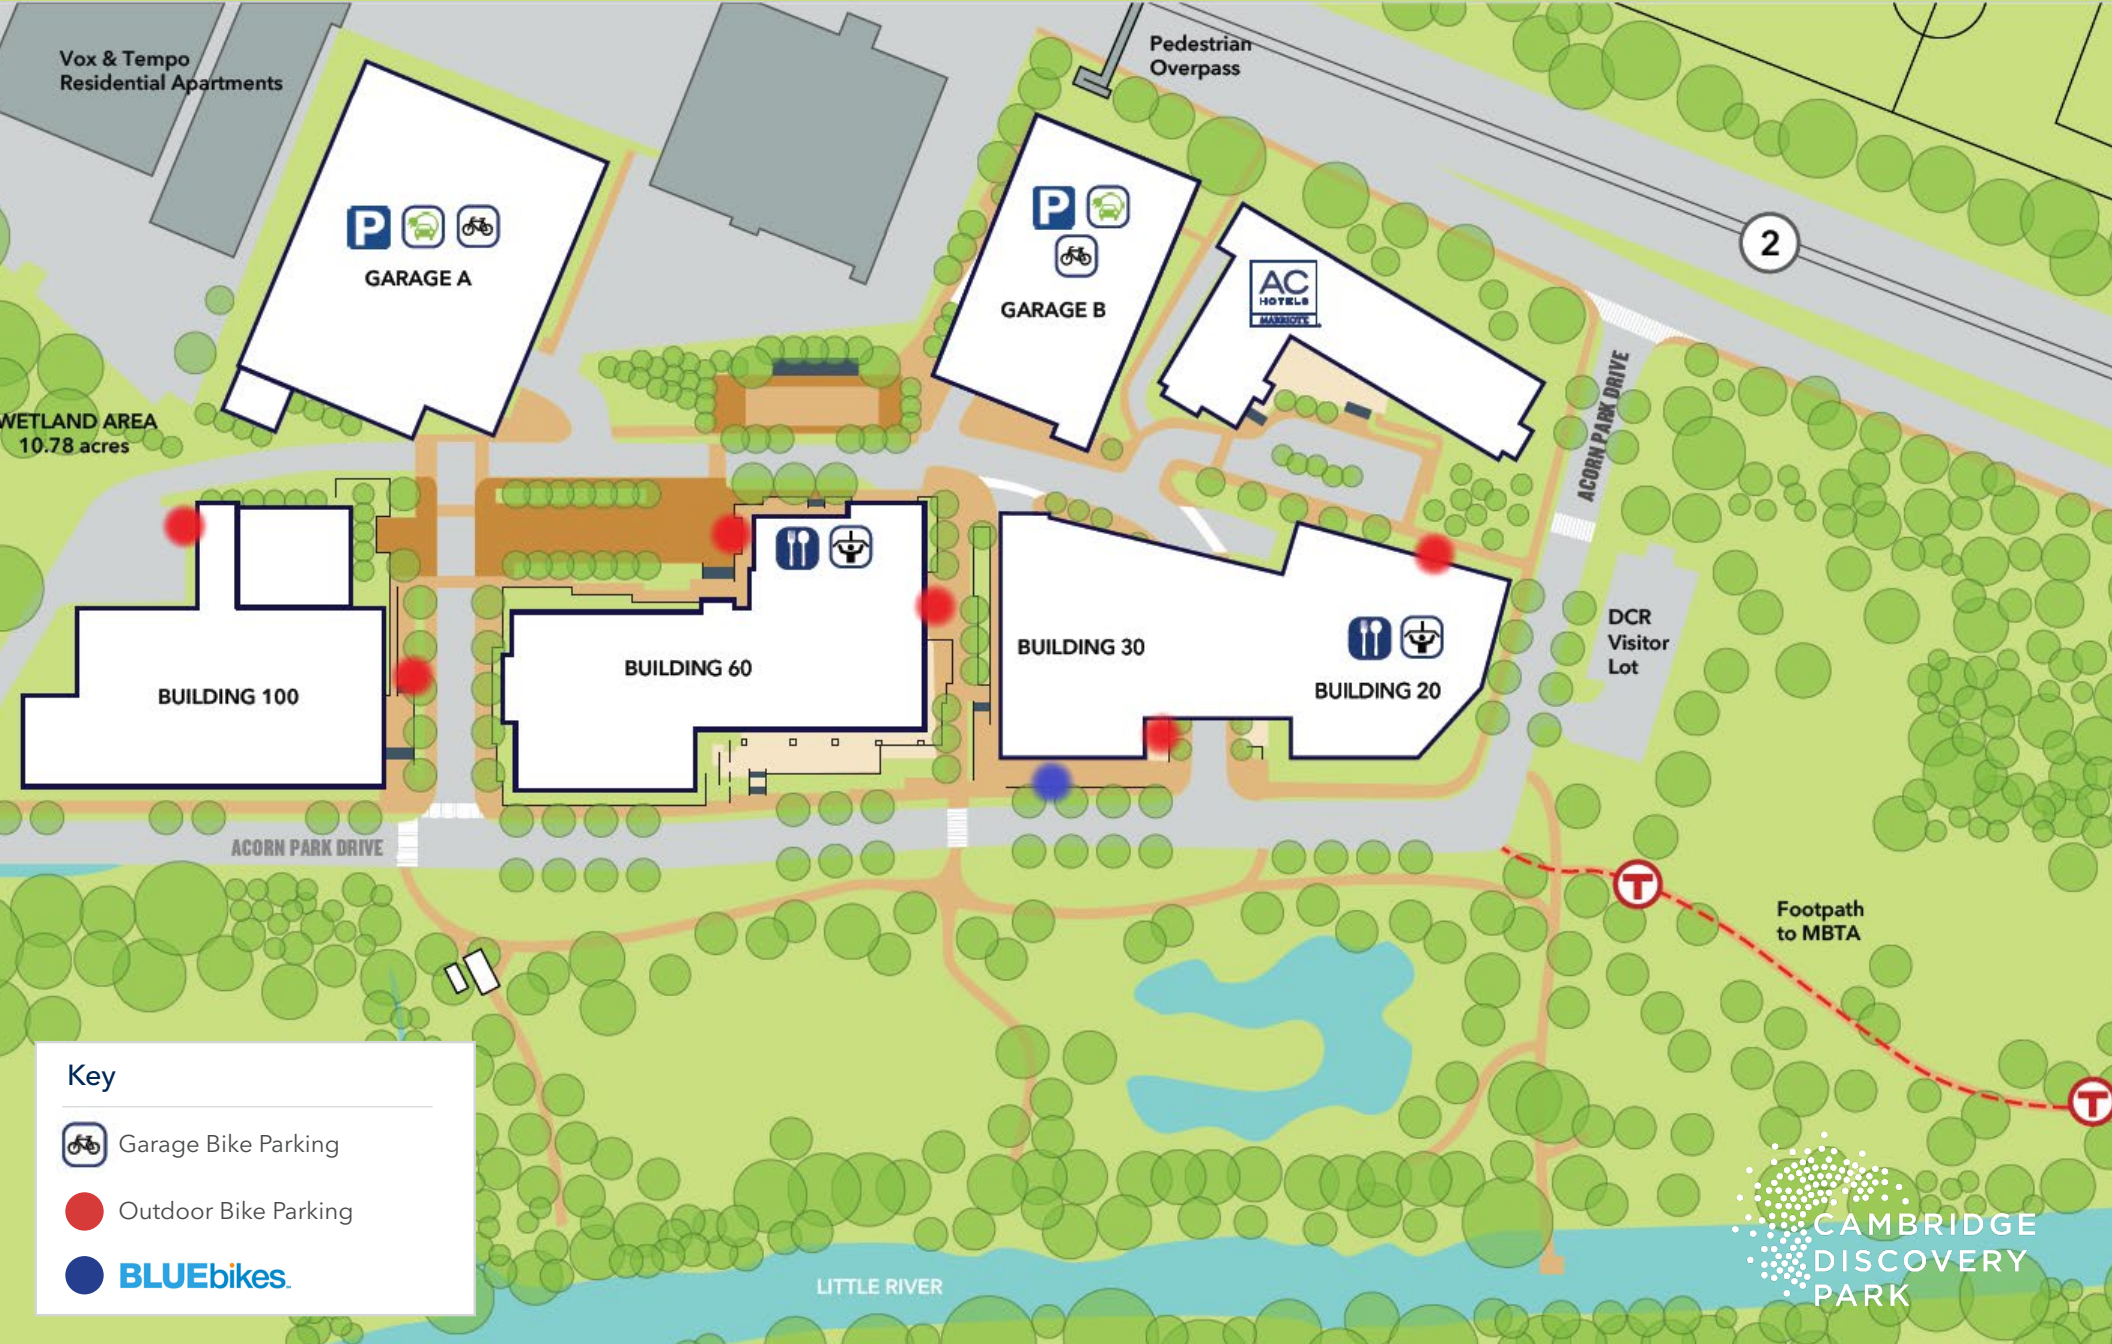 Vox & Tempo
Residential Apartments
Pedestrian
Overpass
2
P
GARAGE A
P
GARAGE B
AC
HOTELS
MARRIOTT
ACORN PARK DRIVE
WETLAND AREA
10.78 acres
BUILDING 100
BUILDING 60
BUILDING 30
BUILDING 20
DCR
Visitor
Lot
ACORN PARK DRIVE
T
Footpath
to MBTA
T
Key
Garage Bike Parking
Outdoor Bike Parking
BLUEbikes
LITTLE RIVER
CAMBRIDGE
DISCOVERY
PARK